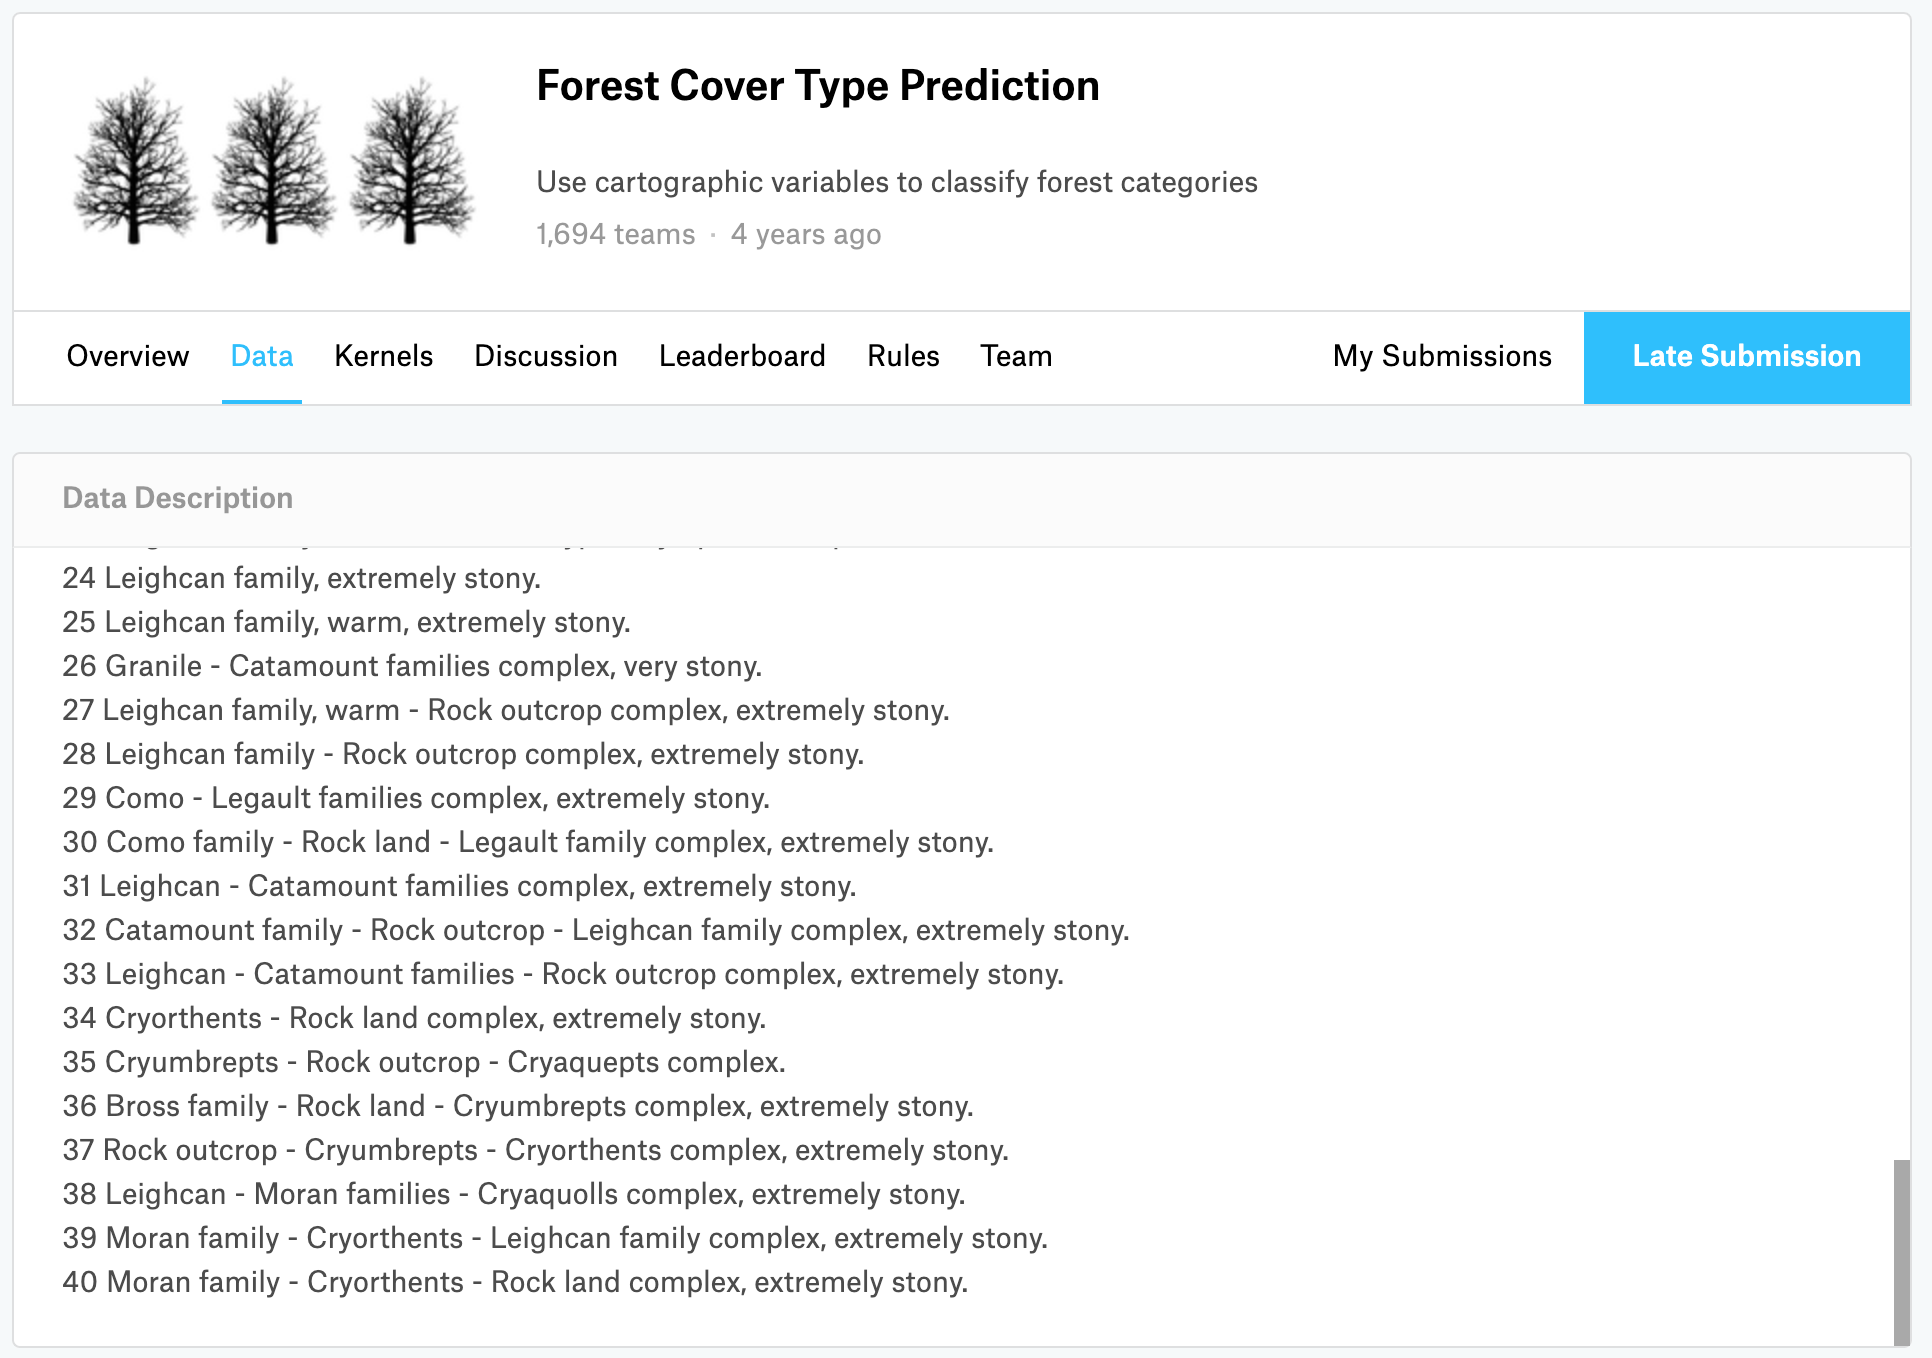 Forest Cover Type Prediction
Use cartographic variables to classify forest categories
1,694 teams · 4 years ago
Overview Data Kernels Discussion Leaderboard Rules Team My Submissions Late Submission
Data Description
24 Leighcan family, extremely stony.
25 Leighcan family, warm, extremely stony.
26 Granile - Catamount families complex, very stony.
27 Leighcan family, warm - Rock outcrop complex, extremely stony.
28 Leighcan family - Rock outcrop complex, extremely stony.
29 Como - Legault families complex, extremely stony.
30 Como family - Rock land - Legault family complex, extremely stony.
31 Leighcan - Catamount families complex, extremely stony.
32 Catamount family - Rock outcrop - Leighcan family complex, extremely stony.
33 Leighcan - Catamount families - Rock outcrop complex, extremely stony.
34 Cryorthents - Rock land complex, extremely stony.
35 Cryumbrepts - Rock outcrop - Cryaquepts complex.
36 Bross family - Rock land - Cryumbrepts complex, extremely stony.
37 Rock outcrop - Cryumbrepts - Cryorthents complex, extremely stony.
38 Leighcan - Moran families - Cryaquolls complex, extremely stony.
39 Moran family - Cryorthents - Leighcan family complex, extremely stony.
40 Moran family - Cryorthents - Rock land complex, extremely stony.